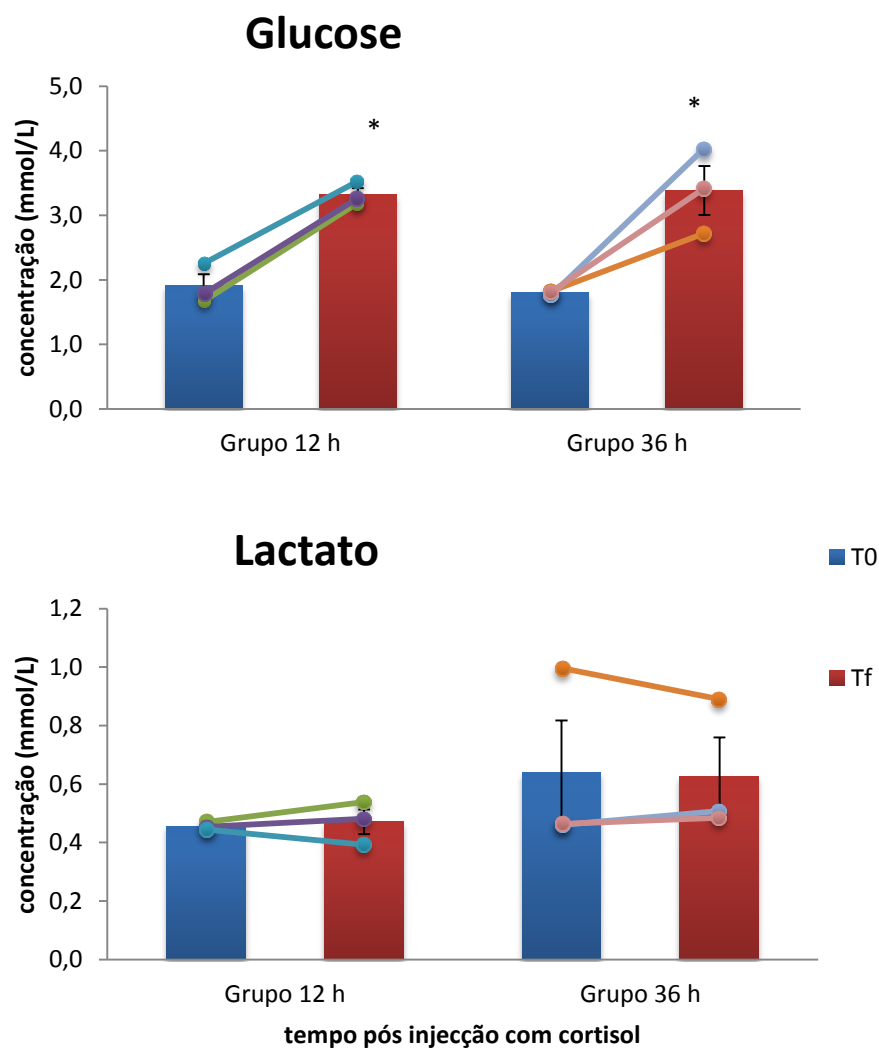 Glucose
concentração (mmol/L)
5,0
4,0
3,0
2,0
1,0
0,0
*
*
Grupo 12 h
Grupo 36 h
Lactato
concentração (mmol/L)
1,2
1,0
0,8
0,6
0,4
0,2
0,0
Grupo 12 h
Grupo 36 h
tempo pós injecção com cortisol
T0
Tf